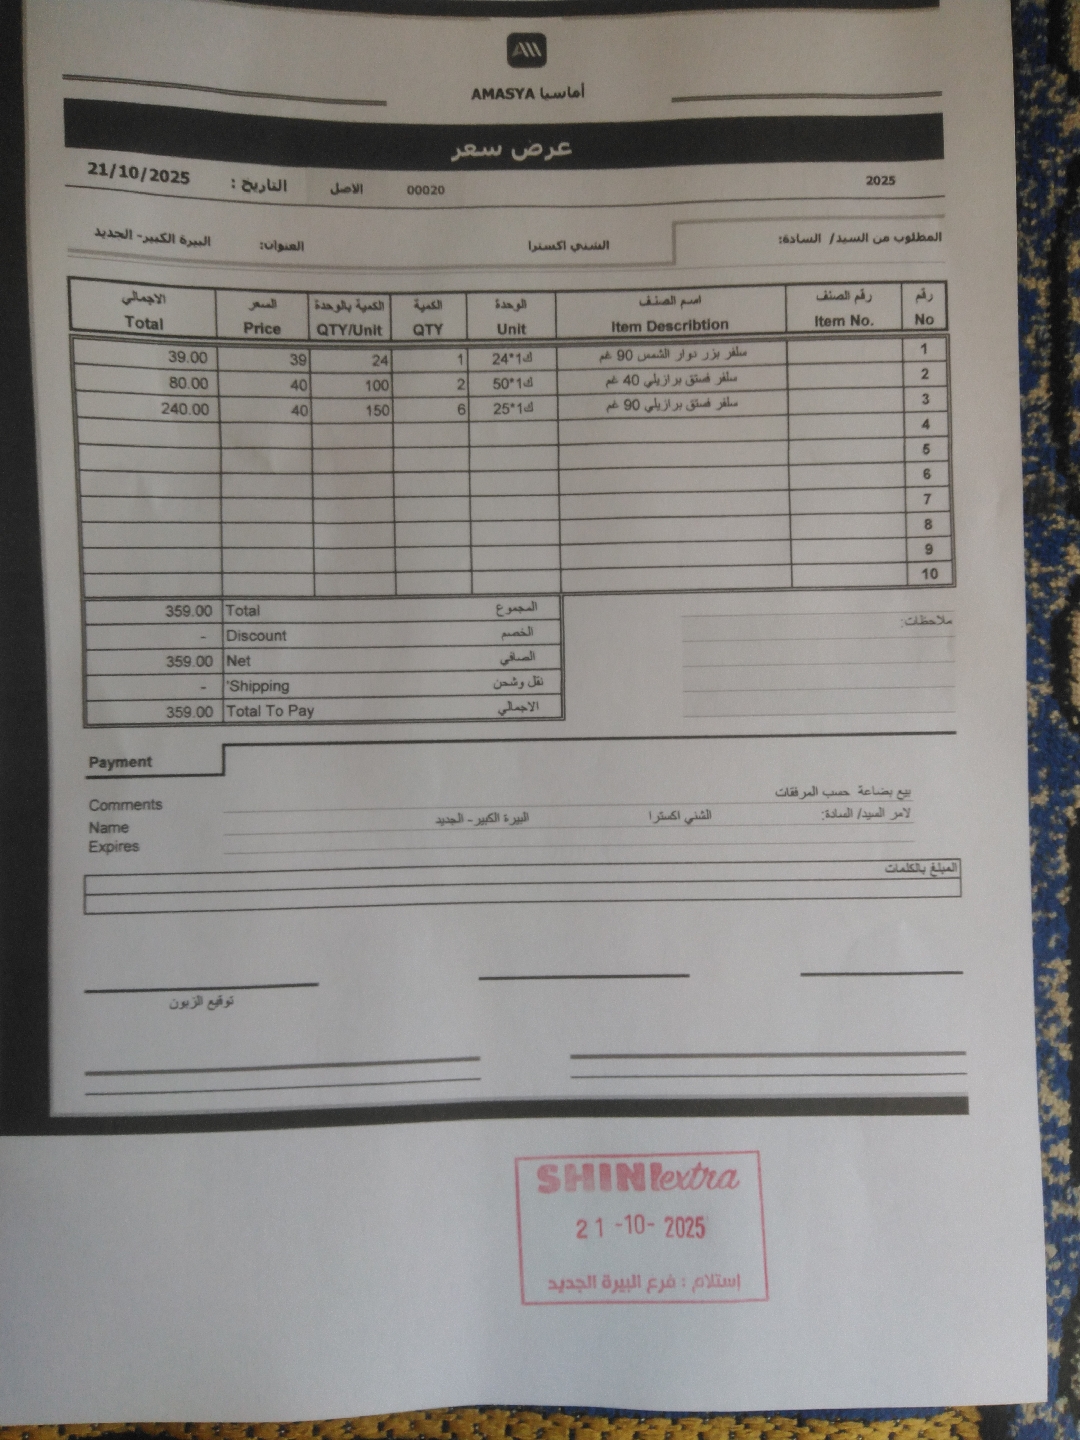 AMASYA أماسيا
عرض سعر
2025 00020 الاصل التاريخ : 21/10/2025
المطلوب من السيد/ السادة: الشني اكسترا العنوان: البيرة الكبير- الجديد
رقم رقم الصنف اسم الصنف الوحدة الكمية الكمية بالوحدة السعر الاجمالي
No Item No. Item Describtion Unit QTY QTY/Unit Price Total
1 سلفر بزر دوار الشمس 90 غم ك1*24 1 24 39 39.00
2 سلفر فستق برازيلي 40 غم ك1*50 2 100 40 80.00
3 سلفر فستق برازيلي 90 غم ك1*25 6 150 40 240.00
4
5
6
7
8
9
10
المجموع Total 359.00
الخصم Discount -
الصافي Net 359.00
نقل وشحن Shipping' -
الاجمالي Total To Pay 359.00
ملاحظات:
Payment
بيع بضاعة حسب المرفقات
Comments
لامر السيد/ السادة: الشني اكسترا البيرة الكبير- الجديد
Name
Expires
المبلغ بالكلمات
توقيع الزبون
SHINI extra
21 -10- 2025
إستلام : فرع البيرة الجديد